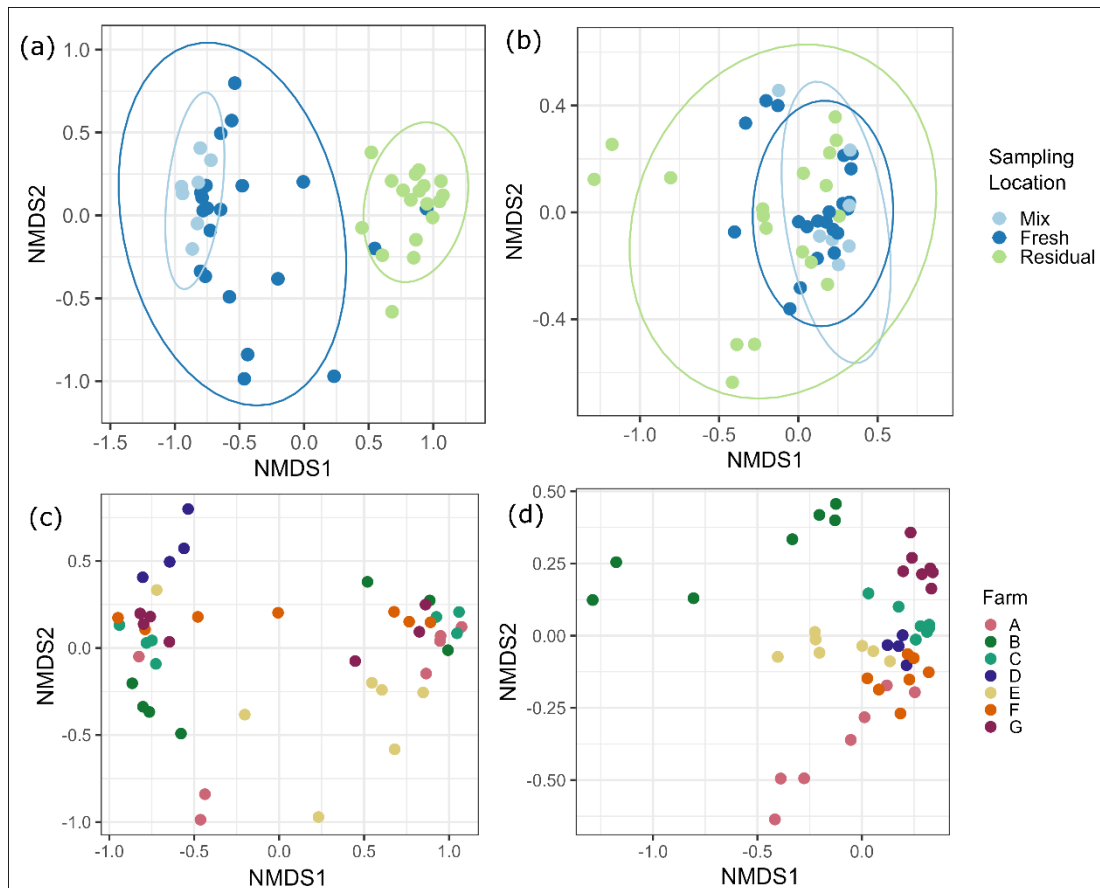 (a)
1.0
0.5
0.0
-0.5
-1.0
NMDS2
-1.5 -1.0 -0.5 0.0 0.5 1.0
NMDS1
(b)
0.4
0.0
-0.4
NMDS2
-1.0 -0.5 0.0 0.5
NMDS1
Sampling
Location
Mix
Fresh
Residual
(c)
0.5
0.0
-0.5
-1.0
NMDS2
-1.0 -0.5 0.0 0.5 1.0
NMDS1
(d)
0.50
0.25
0.00
-0.25
-0.50
NMDS2
-1.0 -0.5 0.0
NMDS1
Farm
A
B
C
D
E
F
G